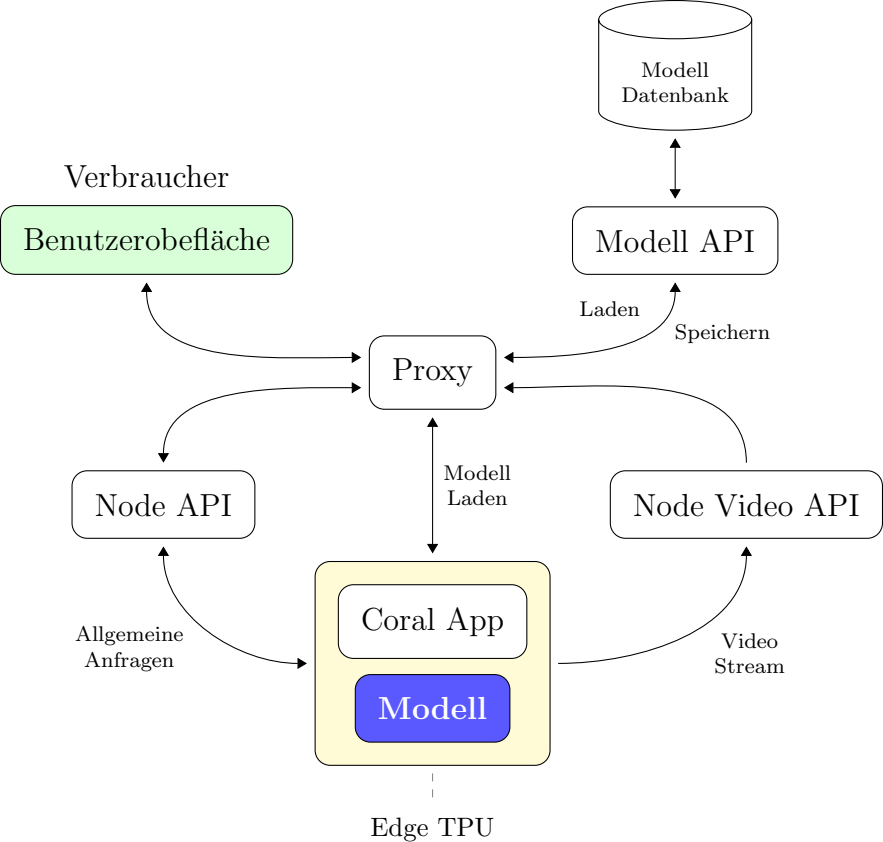 Modell
Datenbank
Verbraucher
Benutzerobefläche
Modell API
Laden
Speichern
Proxy
Modell
Laden
Node API
Node Video API
Coral App
Allgemeine
Anfragen
Video
Stream
Modell
Edge TPU